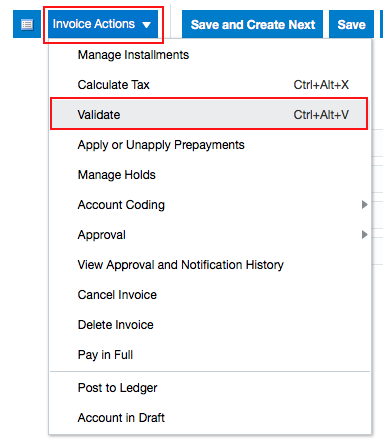 Invoice Actions Save and Create Next Save
Manage Installments
Calculate Tax Ctrl+Alt+X
Validate Ctrl+Alt+V
Apply or Unapply Prepayments
Manage Holds
Account Coding
Approval
View Approval and Notification History
Cancel Invoice
Delete Invoice
Pay in Full
Post to Ledger
Account in Draft